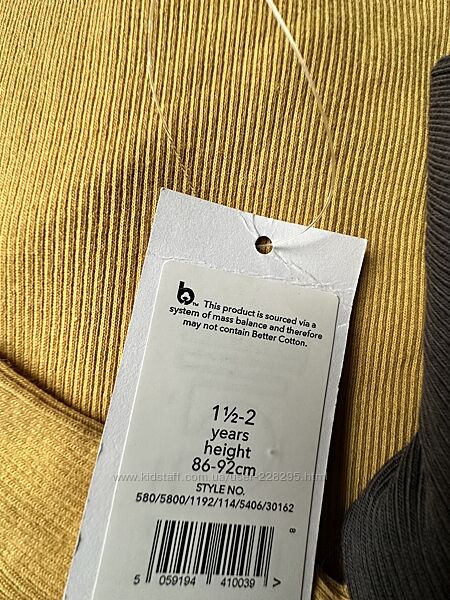 b™ This product is sourced via a
system of mass balance and therefore
may not contain Better Cotton.
1½-2
years
height
86-92cm
www.kidstaff.com.ua/user-228295.html
STYLE NO.
580/5800/1192/114/5406/30162
8
5 059194 410039 >